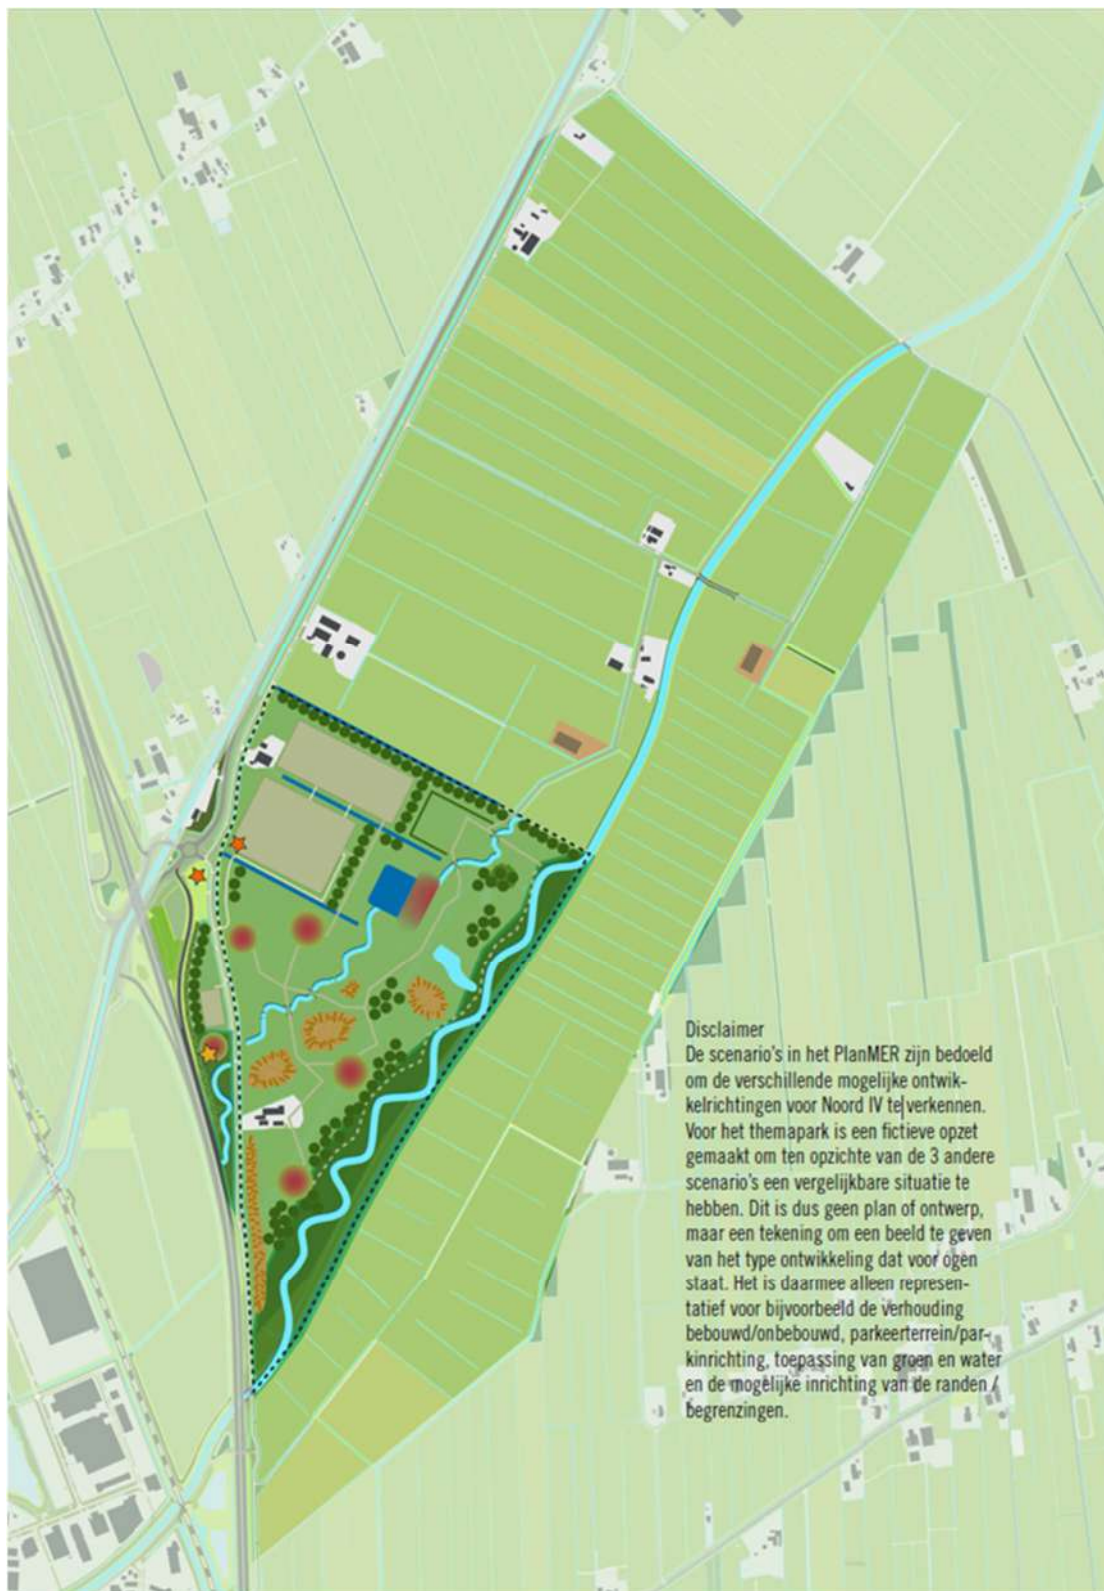 Disclaimer
De scenario's in het PlanMER zijn bedoeld
om de verschillende mogelijke ontwik-
kelrichtingen voor Noord IV te verkennen.
Voor het themapark is een fictieve opzet
gemaakt om ten opzichte van de 3 andere
scenario's een vergelijkbare situatie te
hebben. Dit is dus geen plan of ontwerp,
maar een tekening om een beeld te geven
van het type ontwikkeling dat voor ogen
staat. Het is daarmee alleen represen-
tatief voor bijvoorbeeld de verhouding
bebouwd/onbebouwd, parkeerterrein/par-
kinrichting, toepassing van groen en water
en de mogelijke inrichting van de randen /
begrenzingen.